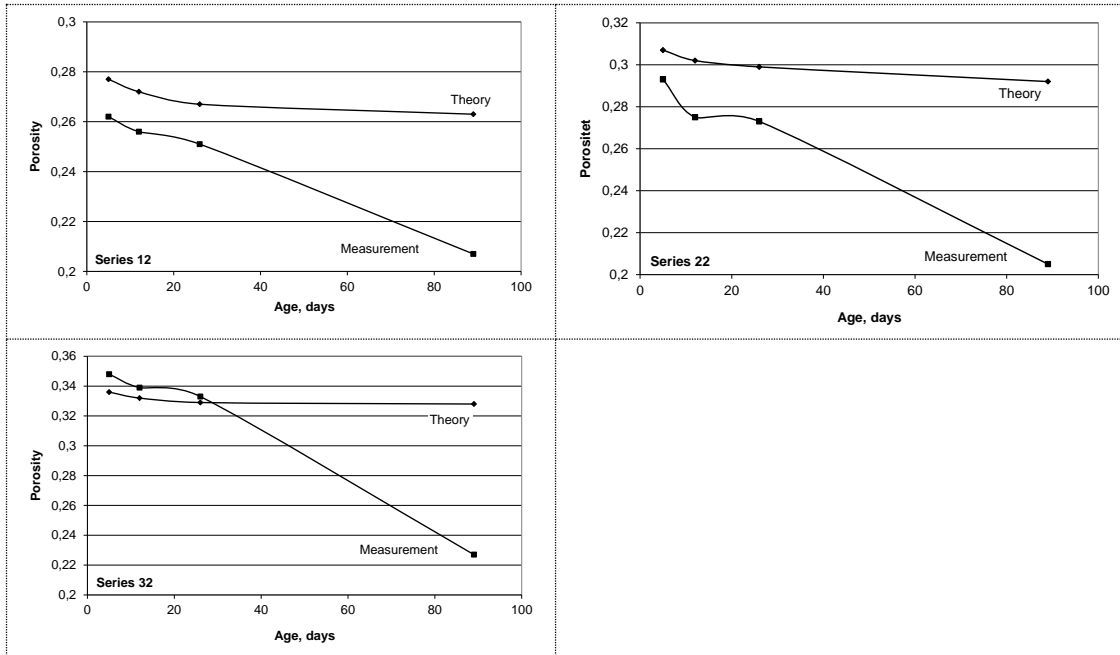 0,3
0,28
0,26
0,24
0,22
0,2
Porosity
Theory
Measurement
Series 12
0 20 40 60 80 100
Age, days
0,32
0,3
0,28
0,26
0,24
0,22
0,2
Porositet
Theory
Measurement
Series 22
0 20 40 60 80 100
Age, days
0,36
0,34
0,32
0,3
0,28
0,26
0,24
0,22
0,2
Porosity
Theory
Measurement
Series 32
0 20 40 60 80 100
Age, days